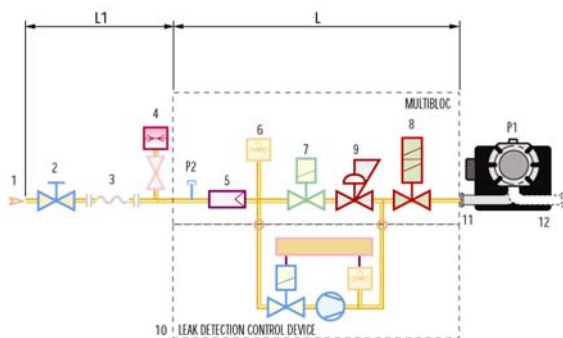 L1 L
MULTIBLOC
4 8 P1
6 7 9
1 2 3 P2 5
11 12
10 LEAK DETECTION CONTROL DEVICE